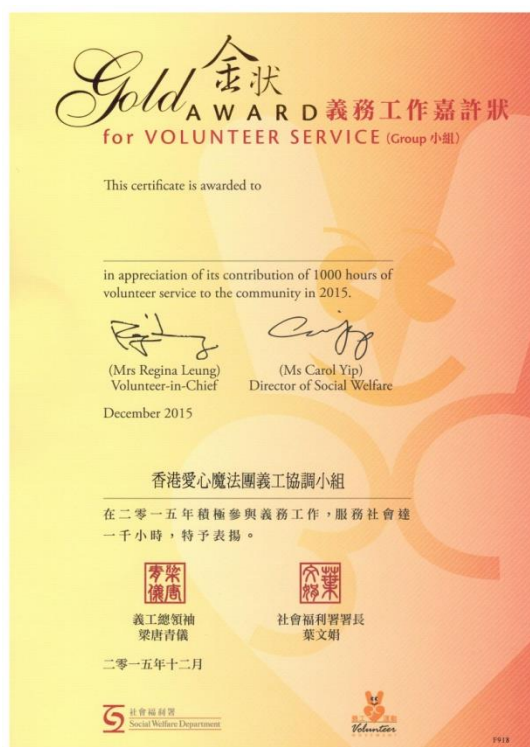 Gold 金狀
AWARD 義務工作嘉許狀
for VOLUNTEER SERVICE (Group 小組)
This certificate is awarded to
in appreciation of its contribution of 1000 hours of
volunteer service to the community in 2015.
(Mrs Regina Leung) (Ms Carol Yip)
Volunteer-in-Chief Director of Social Welfare
December 2015
香港愛心魔法團義工協調小組
在二零一五年積極參與義務工作，服務社會達
一千小時，特予表揚。
梁唐青儀 葉文娟
義工總領袖 社會福利署署長
梁唐青儀 葉文娟
二零一五年十二月
社會福利署
Social Welfare Department
義工運動
Volunteer
F918